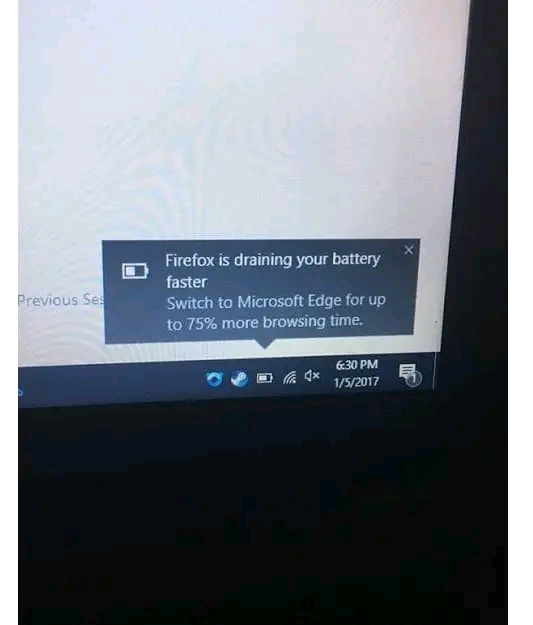 Firefox is draining your battery
faster
Switch to Microsoft Edge for up
to 75% more browsing time.
Previous Ses
6:30 PM
1/5/2017
1